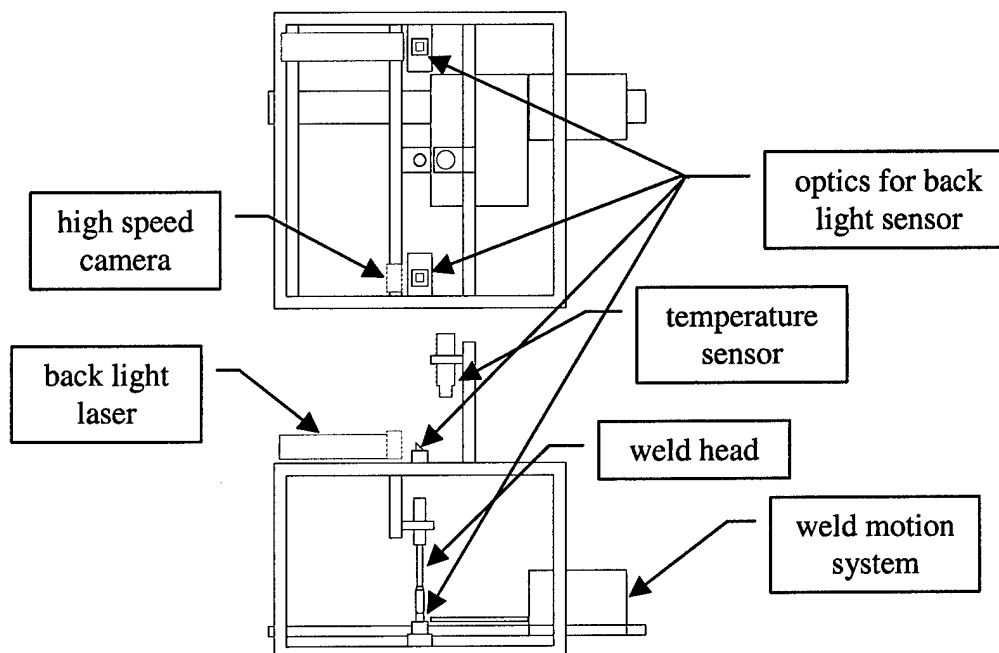 optics for back
light sensor
high speed
camera
temperature
sensor
back light
laser
weld head
weld motion
system